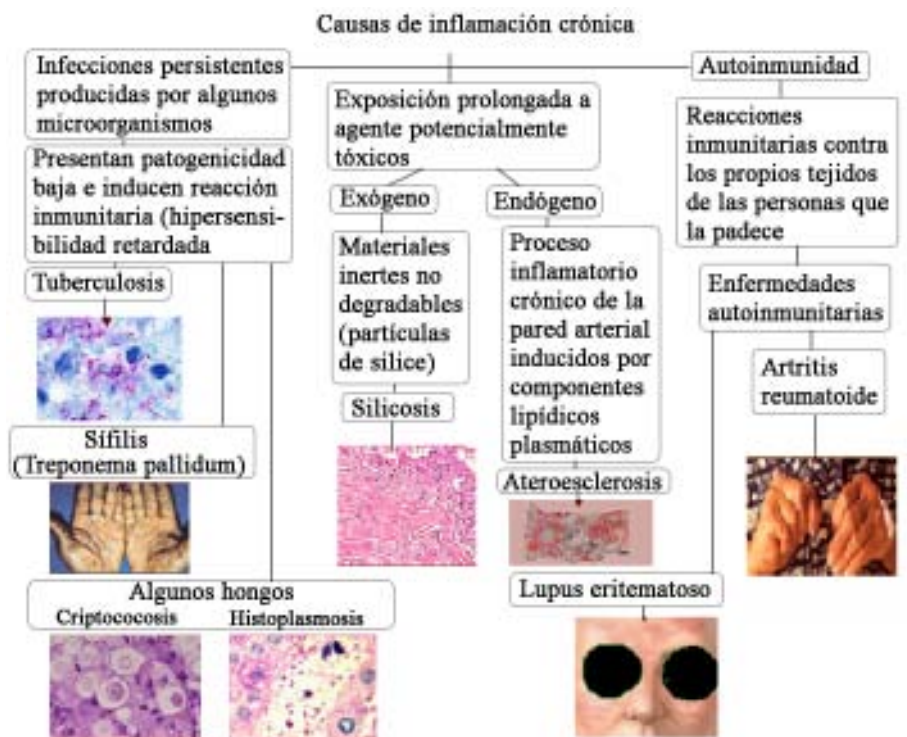 Causas de inflamación crónica
Infecciones persistentes
producidas por algunos
microorganismos
Presentan patogenicidad
baja e inducen reacción
inmunitaria (hipersensi-
bilidad retardada
Tuberculosis
Sífilis
(Treponema pallidum)
Algunos hongos
Criptococosis
Histoplasmosis
Exposición prolongada a
agente potencialmente
tóxicos
Exógeno
Materiales
inertes no
degradables
(partículas
de silice)
Silicosis
Endógeno
Proceso
inflamatorio
crónico de la
pared arterial
inducidos por
componentes
lipídicos
plasmáticos
Ateroesclerosis
Autoinmunidad
Reacciones
inmunitarias contra
los propios tejidos
de las personas que
la padece
Enfermedades
autoinmunitarias
Artritis
reumatoide
Lupus eritematoso